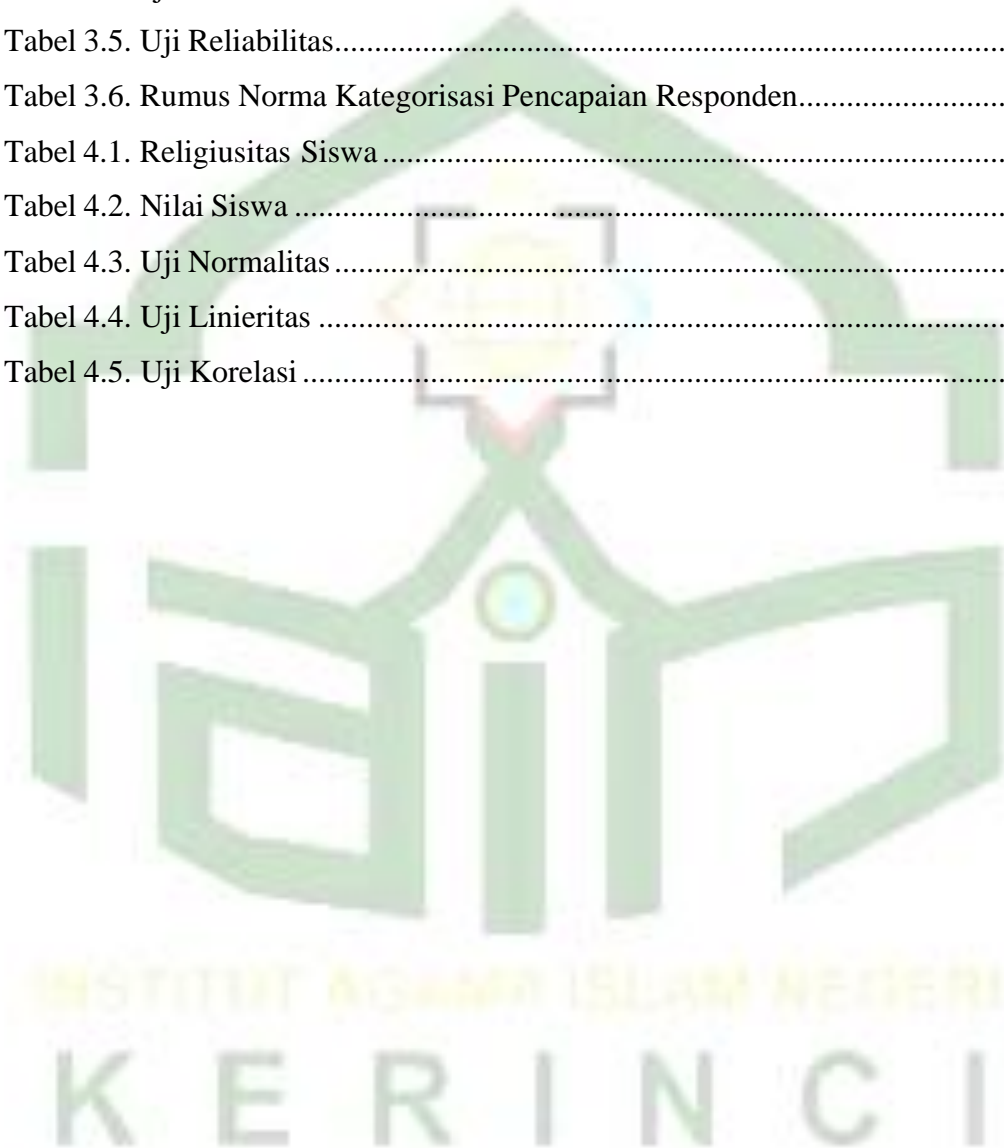 Tabel 3.5. Uji Reliabilitas..........
Tabel 3.6. Rumus Norma Kategorisasi Pencapaian Responden..........
Tabel 4.1. Religiusitas Siswa..........
Tabel 4.2. Nilai Siswa..........
Tabel 4.3. Uji Normalitas..........
Tabel 4.4. Uji Linieritas..........
Tabel 4.5. Uji Korelasi..........
iain
INSTITUT AGAMA ISLAM NEGERI
KERINCI